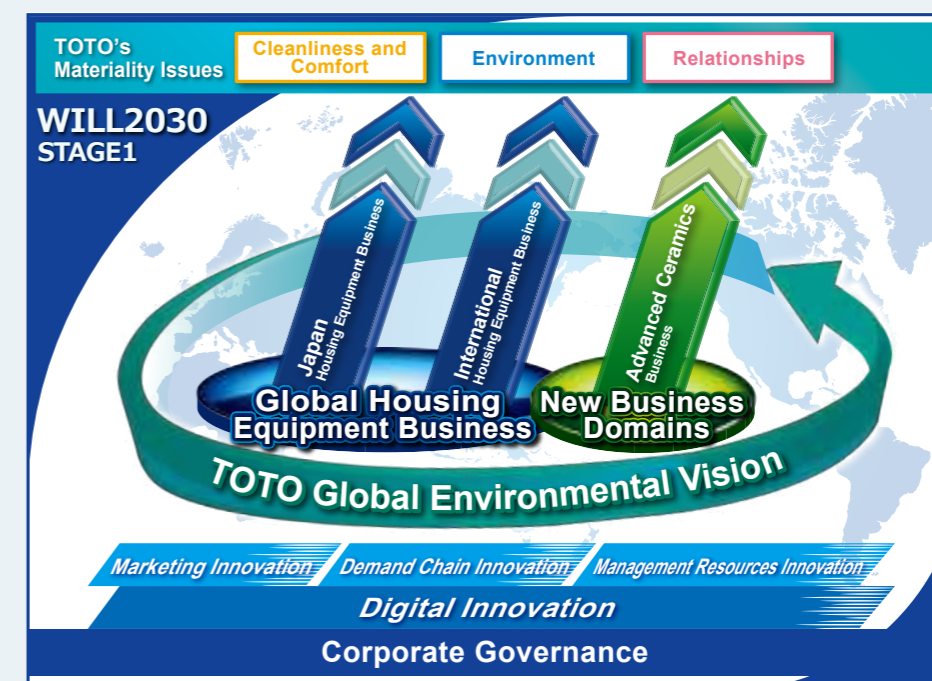 TOTO's
Materiality Issues
Cleanliness and
Comfort
Environment
Relationships
WILL2030
STAGE1
Japan
Housing Equipment Business
International
Housing Equipment Business
Advanced Ceramics
Business
Global Housing
Equipment Business
New Business
Domains
TOTO Global Environmental Vision
Marketing Innovation
Demand Chain Innovation
Management Resources Innovation
Digital Innovation
Corporate Governance